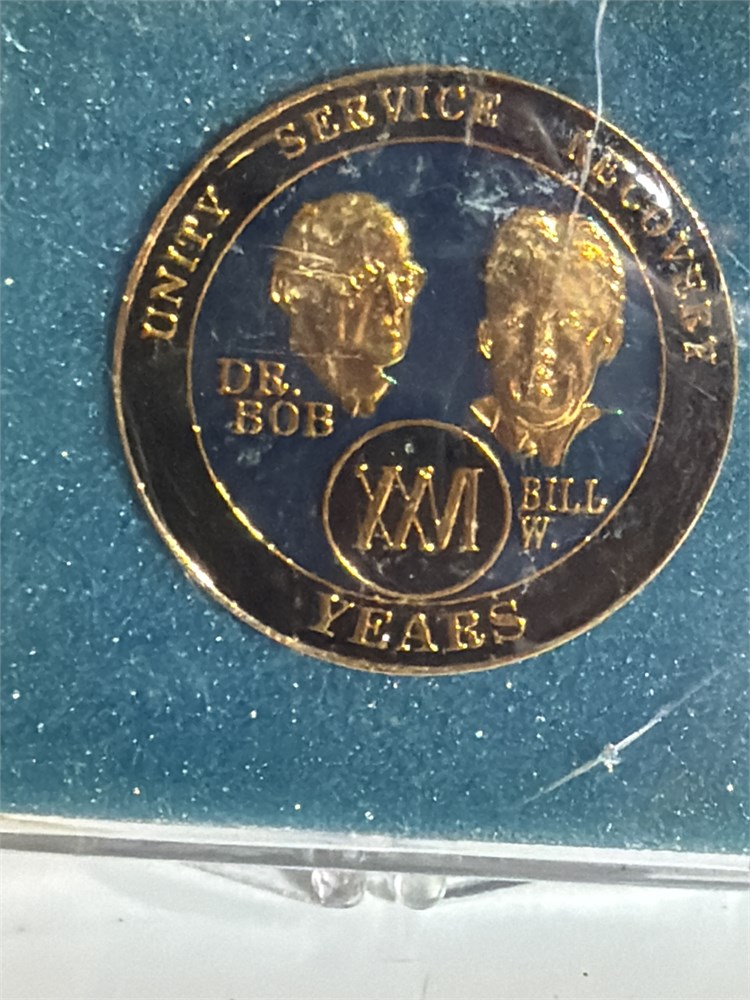 UNITY SERVICE RECOVERY
DR.
BOB
BILL
W.
XXVI
YEARS